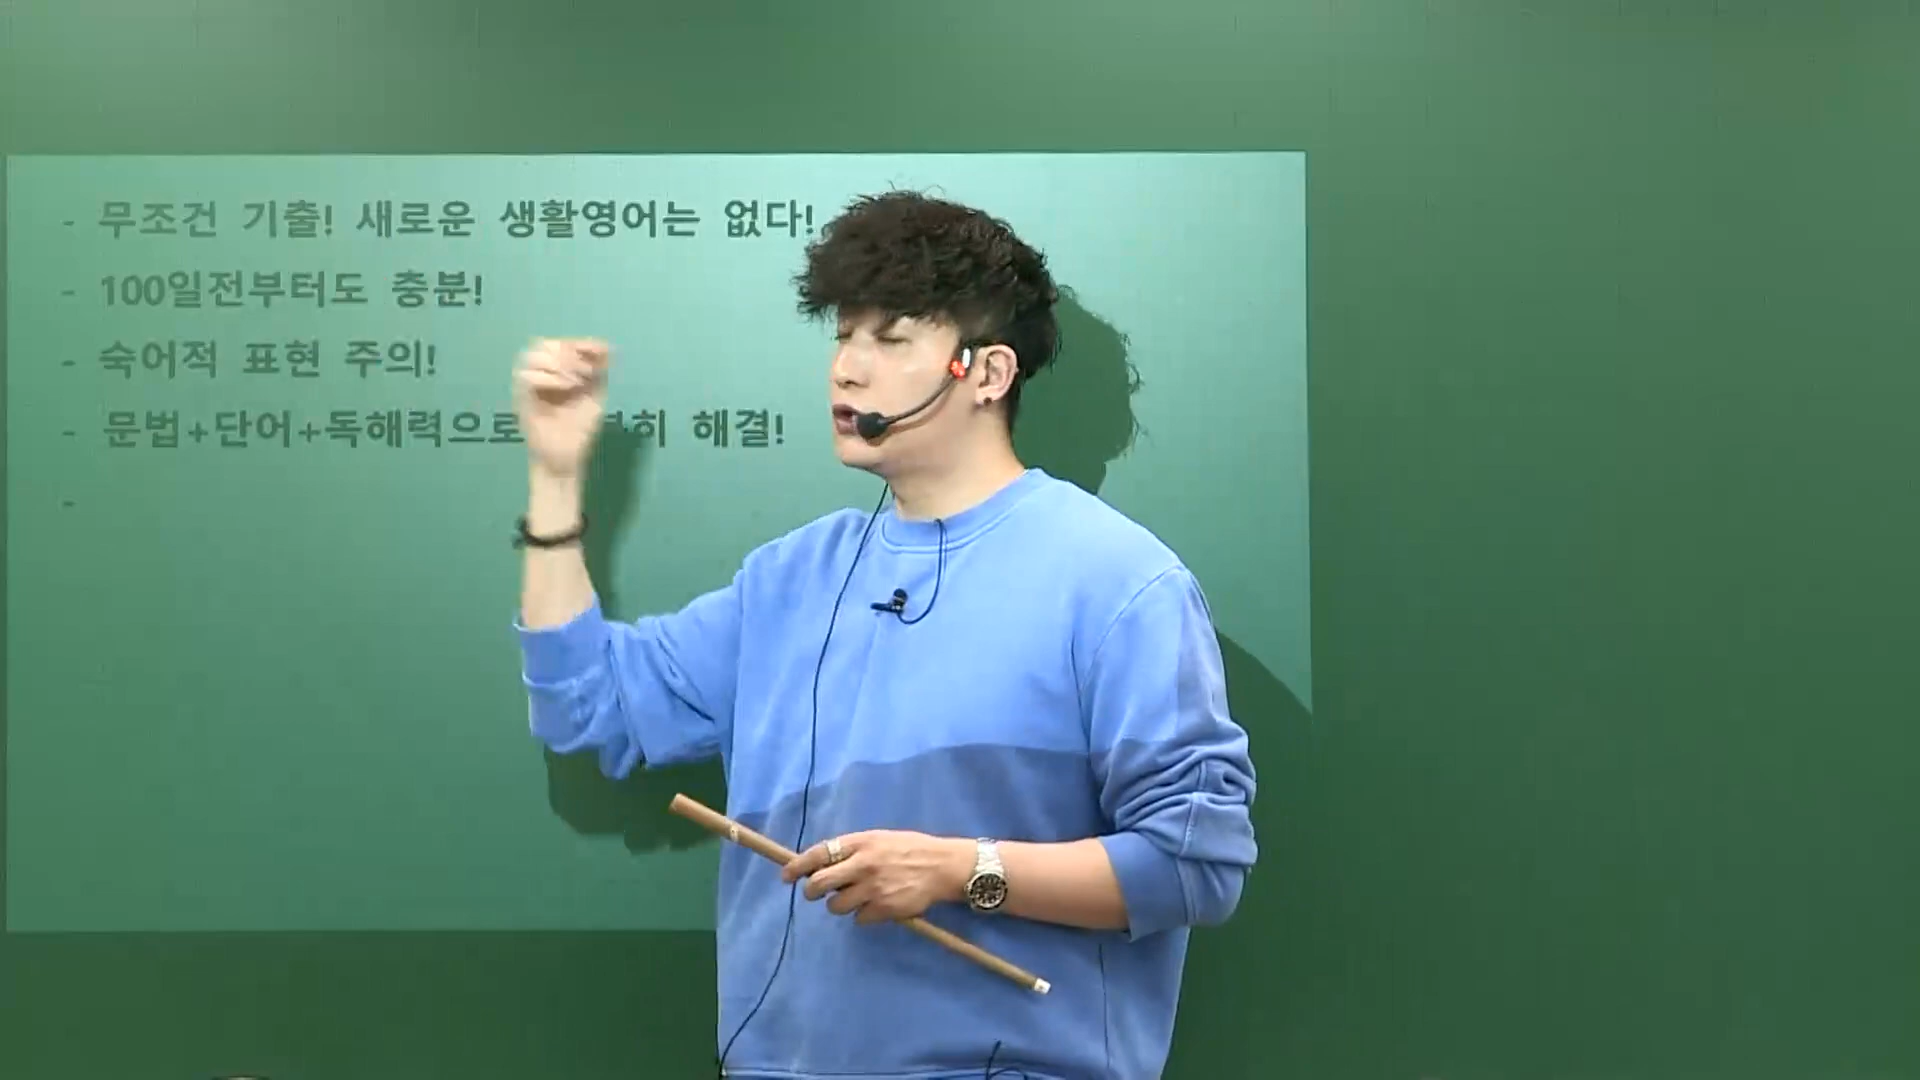 - 무조건 기출! 새로운 생활영어는 없다!
- 100일전부터도 충분!
- 숙어적 표현 주의!
- 문법+단어+독해력으로 해결!
-